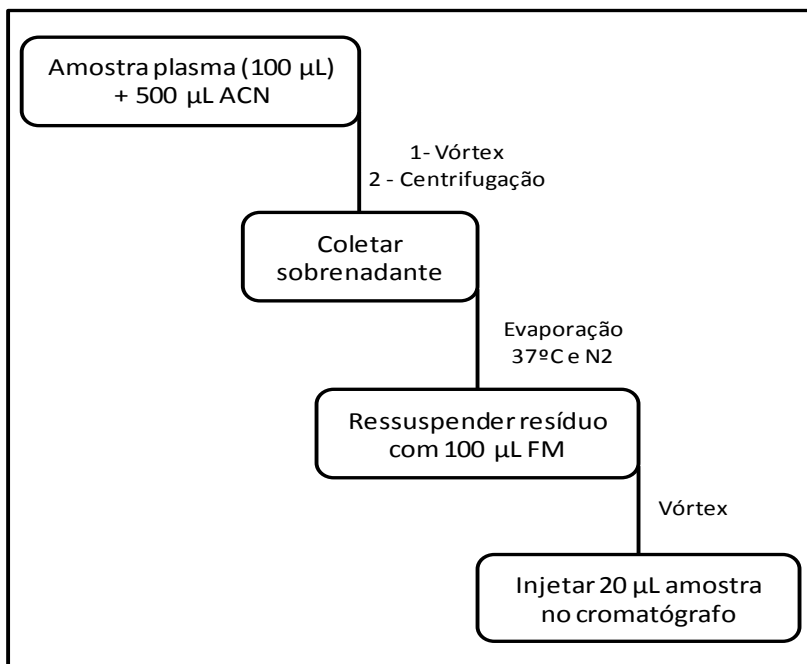 Amostra plasma (100 µL)
+ 500 µL ACN
1- Vórtex
2 - Centrifugação
Coletar
sobrenadante
Evaporação
37ºC e N2
Ressuspender resíduo
com 100 µL FM
Vórtex
Injetar 20 µL amostra
no cromatógrafo